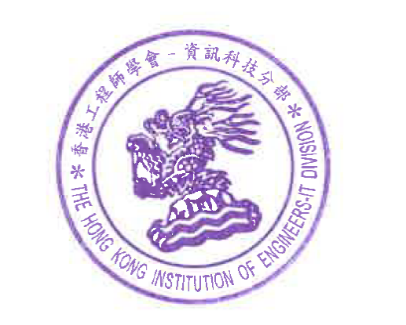 香港工程師學會 - 資訊科技分部
* THE HONG KONG INSTITUTION OF ENGINEERS-IT DIVISION *